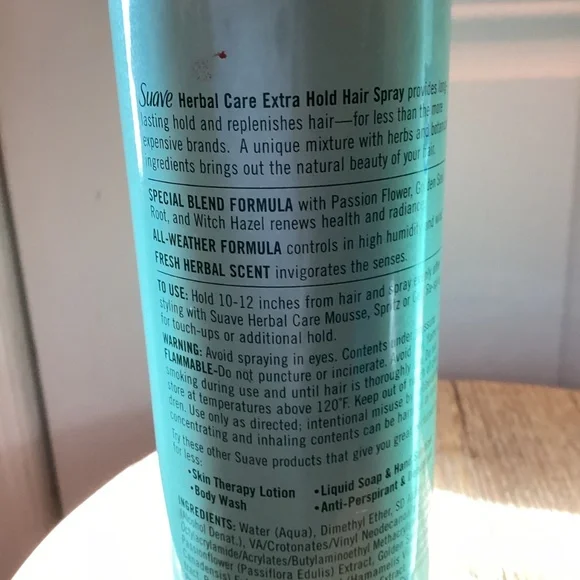 Suave Herbal Care Extra Hold Hair Spray provides long
lasting hold and replenishes hair—for less than the more
expensive brands. A unique mixture with herbs and botanical
ingredients brings out the natural beauty of your hair.
SPECIAL BLEND FORMULA with Passion Flower, Golden Seal
Root, and Witch Hazel renews health and radiance
ALL-WEATHER FORMULA controls in high humidity and
FRESH HERBAL SCENT invigorates the senses.
TO USE: Hold 10-12 inches from hair and spray evenly
styling with Suave Herbal Care Mousse, Spritz or
for touch-ups or additional hold.
WARNING: Avoid spraying in eyes. Contents under
FLAMMABLE-Do not puncture or incinerate. Avoid
smoking during use and until hair is thoroughly
store at temperatures above 120°F. Keep out of
dren. Use only as directed; intentional misuse by
concentrating and inhaling contents can be
Try these other Suave products that give you great
for less:
•Skin Therapy Lotion •Liquid Soap &
•Body Wash •Anti-Perspirant &
INGREDIENTS: Water (Aqua), Dimethyl Ether, SD
(Alcohol Denat.), VA/Crotonates/Vinyl
Octylacrylamide/Acrylates/Butylaminoethyl
Passionflower (Passiflora Edulis) Extract, Golden